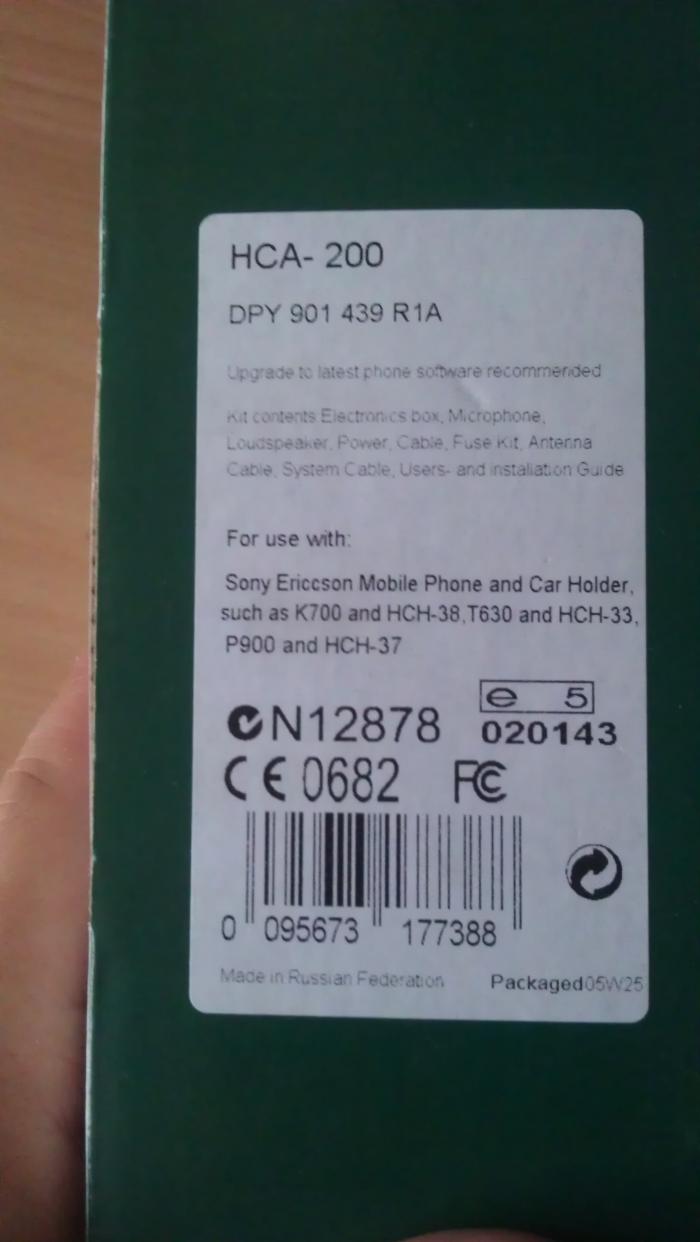 HCA- 200
DPY 901 439 R1A
Upgrade to latest phone software recommended
Kit contents Electronics box, Microphone,
Loudspeaker, Power, Cable, Fuse Kit, Antenna
Cable, System Cable, Users- and installation Guide
For use with:
Sony Ericcson Mobile Phone and Car Holder,
such as K700 and HCH-38,T630 and HCH-33,
P900 and HCH-37
N12878
e 5
020143
CE 0682 FC
0 095673 177388
Made in Russian Federation Packaged05W25